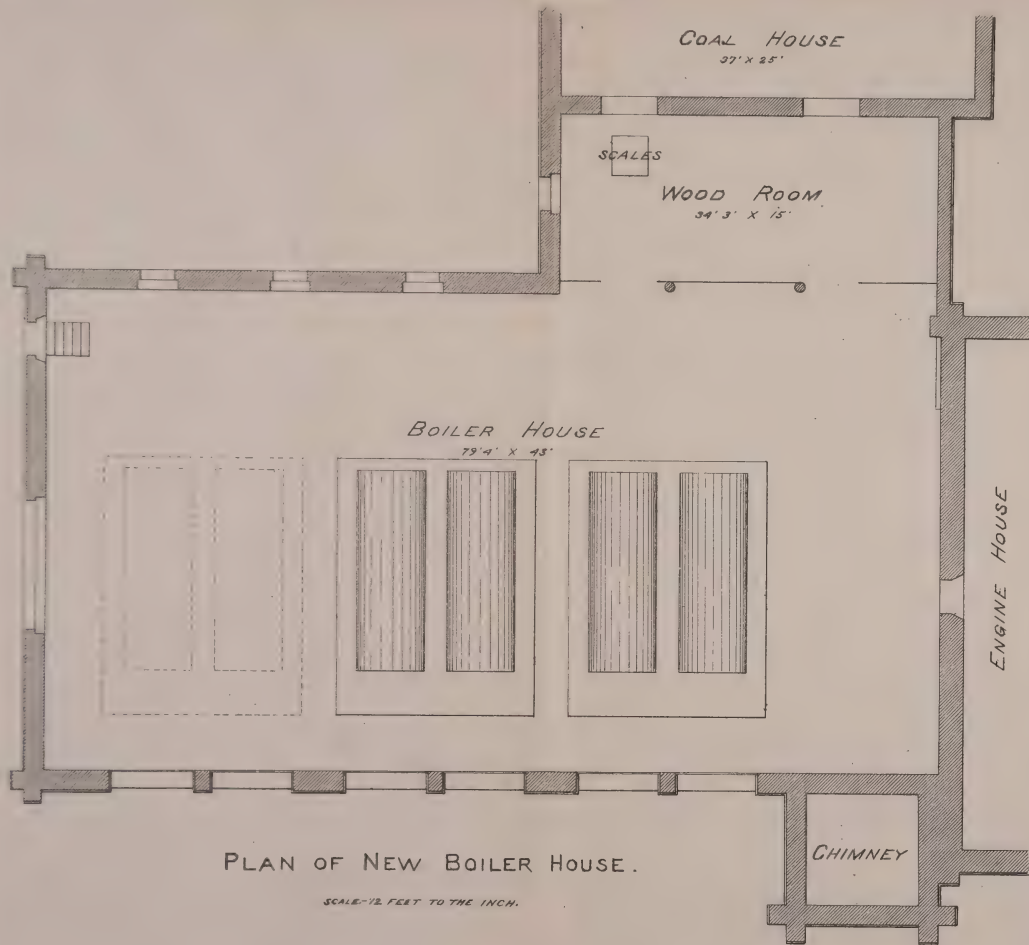 COAL HOUSE
37' X 25'
SCALES
WOOD ROOM.
34' 3" X 15'
BOILER HOUSE
79' 4" X 43'
ENGINE HOUSE
CHIMNEY
PLAN OF NEW BOILER HOUSE.
SCALE-12 FEET TO THE INCH.